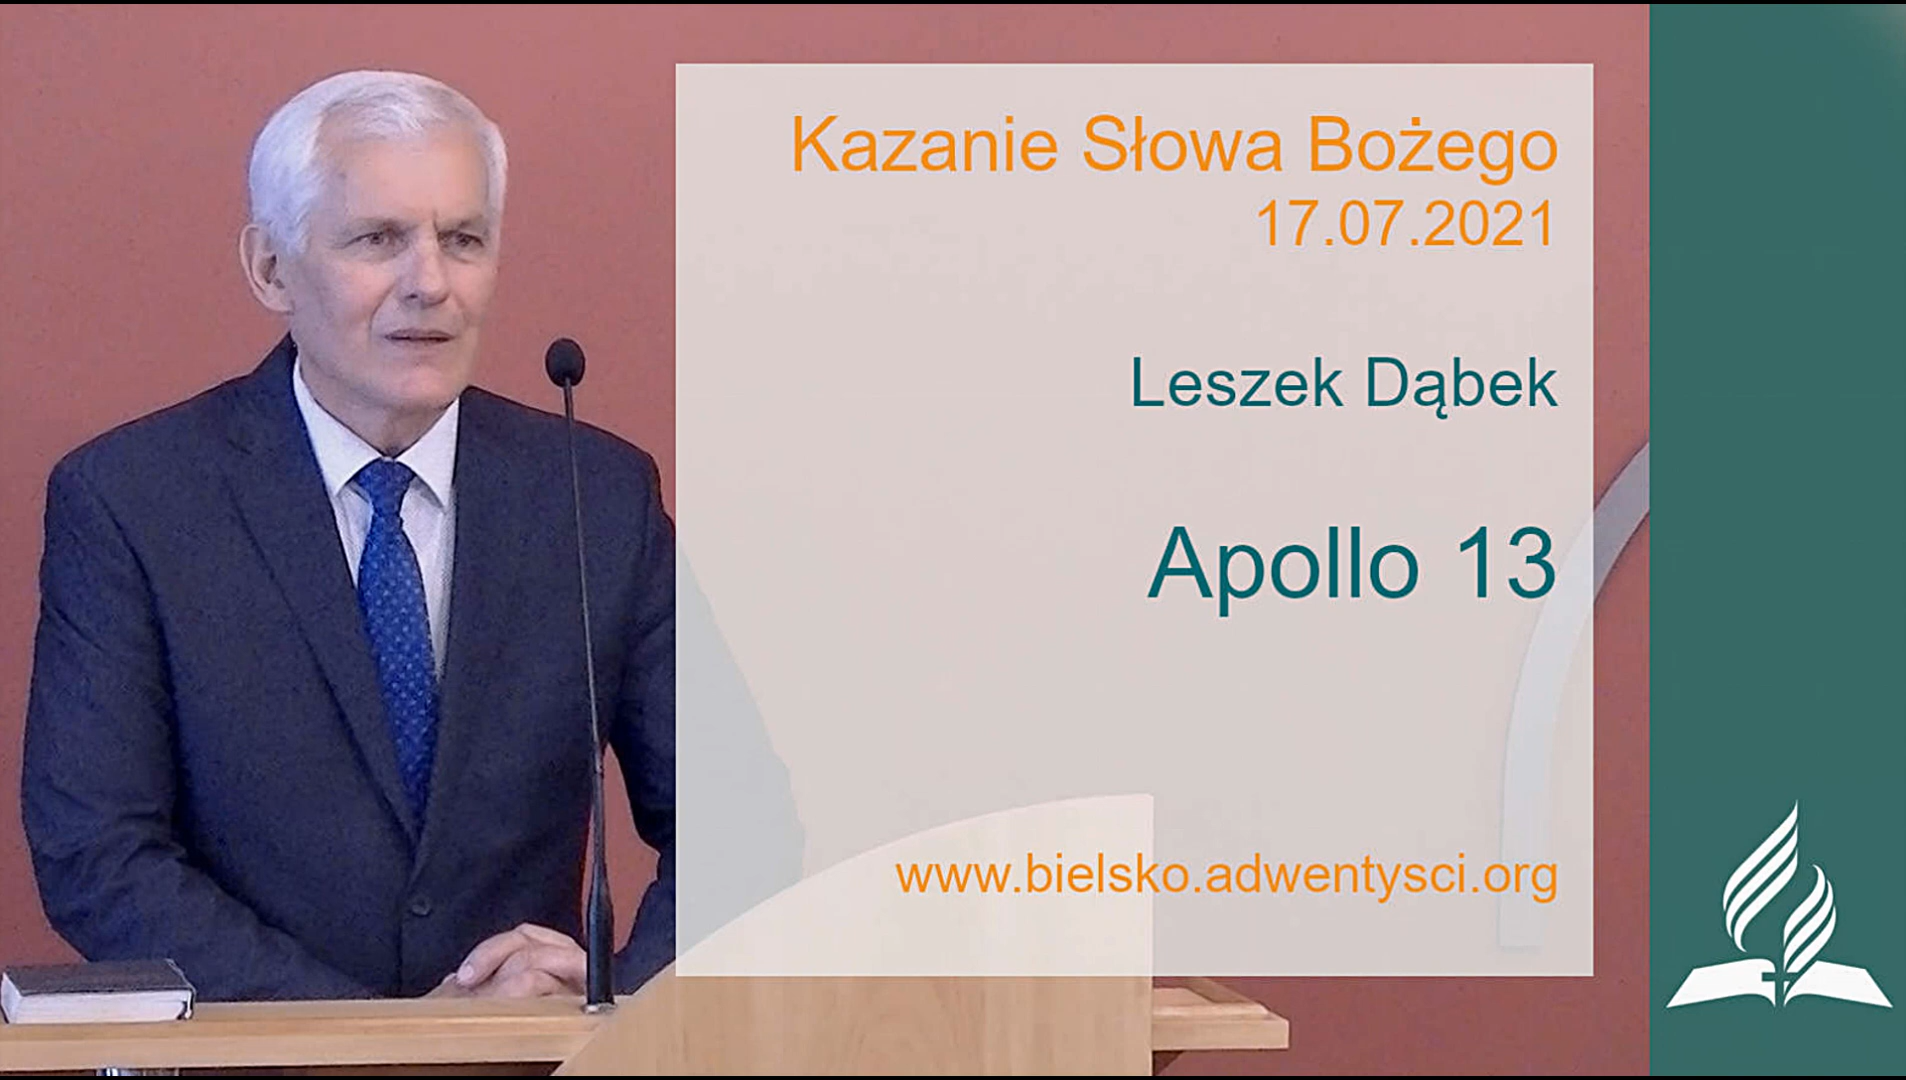 Kazanie Słowa Bożego
17.07.2021
Leszek Dąbek
Apollo 13
www.bielsko.adwentysci.org